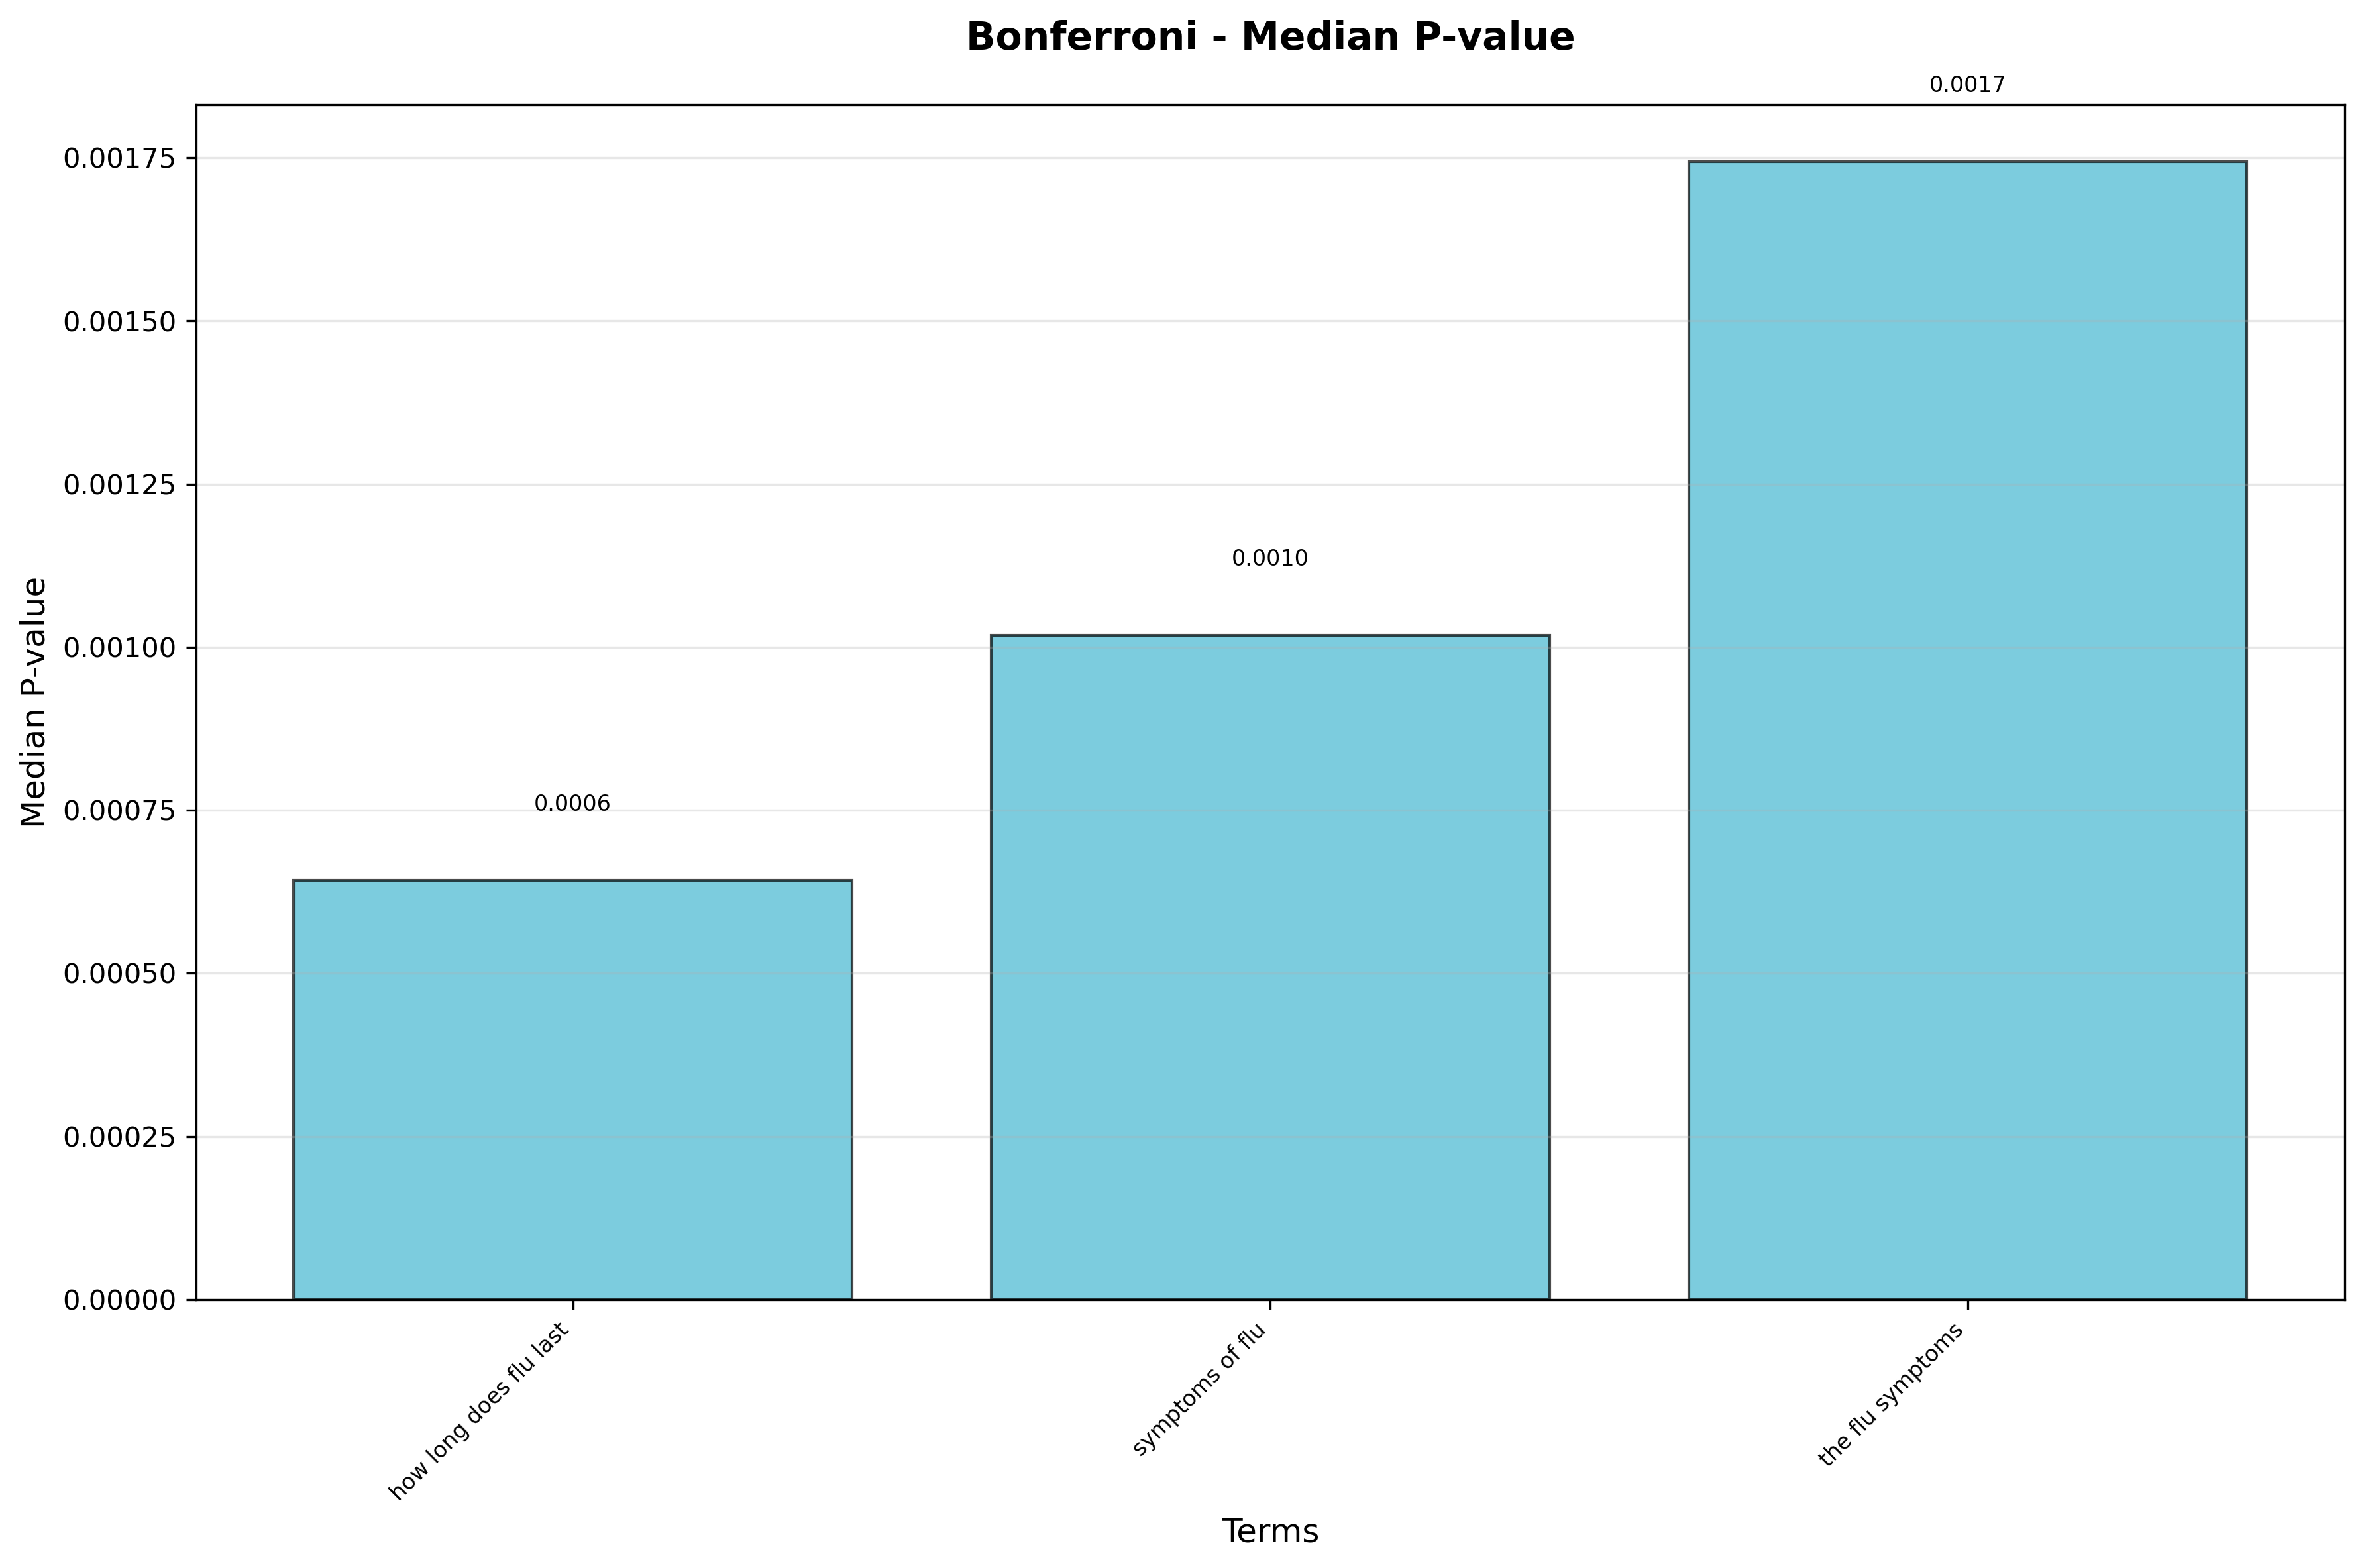 Bonferroni - Median P-value
0.0017
0.00175
0.00150
0.00125
0.0010
0.00100
0.0006
0.00075
0.00050
0.00025
0.00000
Median P-value
how long does flu last
symptoms of flu
the flu symptoms
Terms